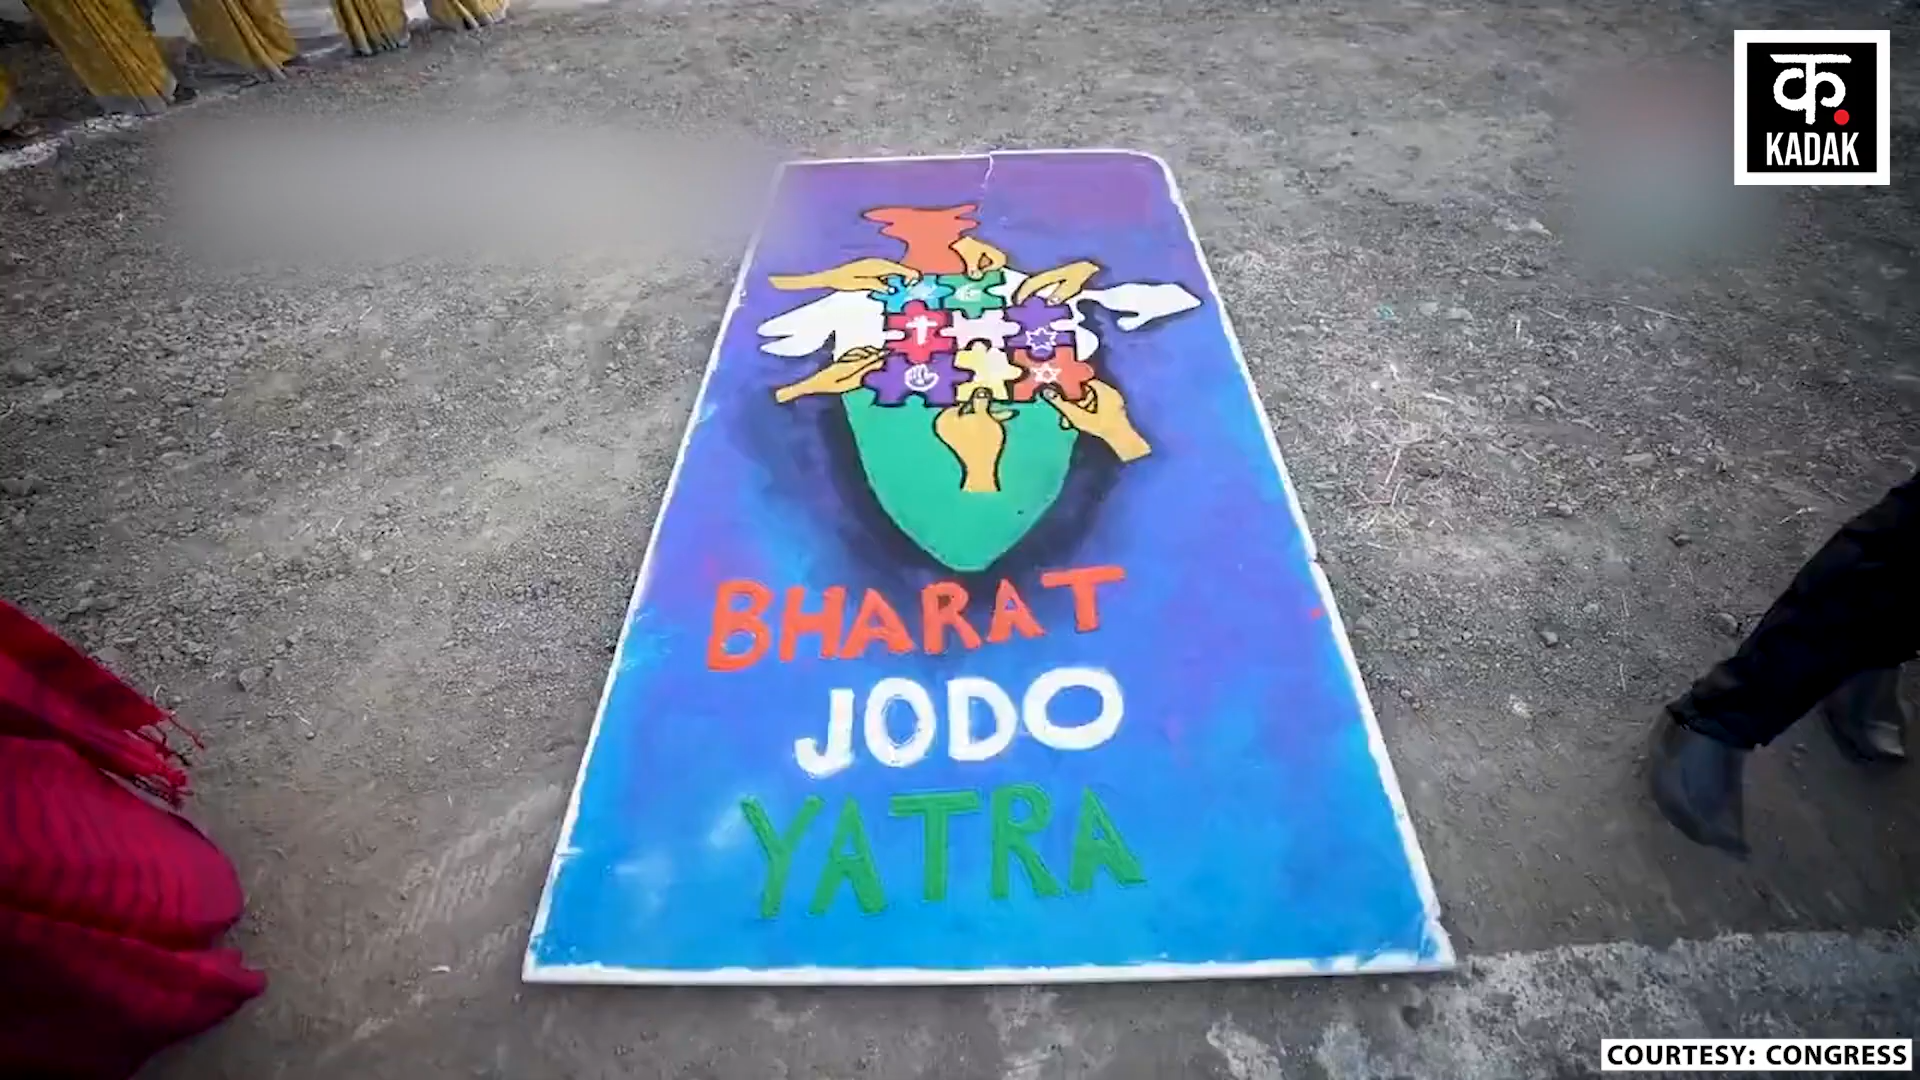 क.
KADAK
BHARAT
JODO
YATRA
COURTESY: CONGRESS